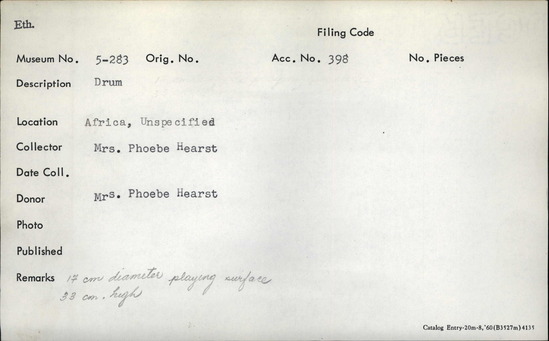 Eth.
Filing Code
Museum No. 5-283 Orig. No. Acc. No. 398 No. Pieces
Description Drum
Location Africa, Unspecified
Collector Mrs. Phoebe Hearst
Date Coll.
Donor Mrs. Phoebe Hearst
Photo
Published
Remarks 17 cm diameter playing surface
33 cm. high
Catalog Entry-20m-8,'60(B3527m)4135